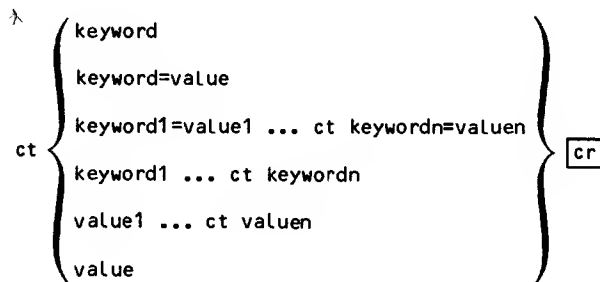 keyword
keyword=value
keyword1=value1 ... ct keywordn=valuen
ct
cr
keyword1 ... ct keywordn
value1 ... ct valuen
value